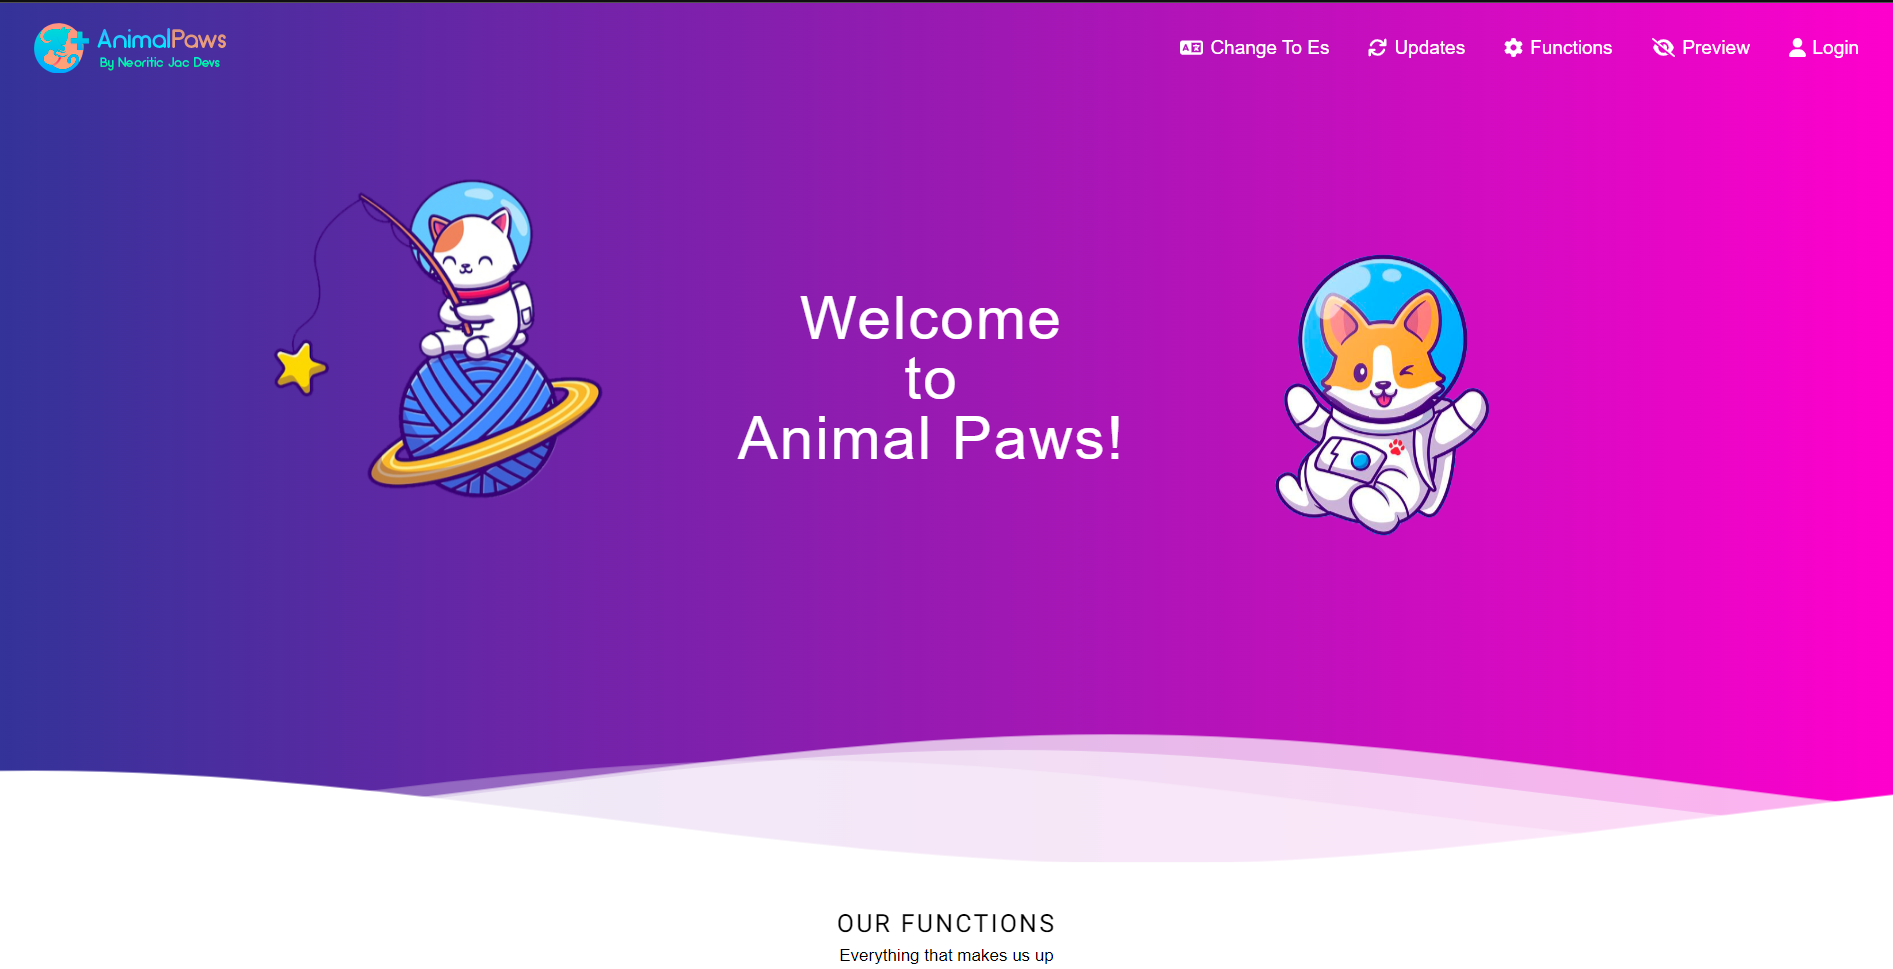 AnimalPaws
By Neoritic Jac Devs
Change To Es
Updates
Functions
Preview
Login
Welcome
to
Animal Paws!
OUR FUNCTIONS
Everything that makes us up